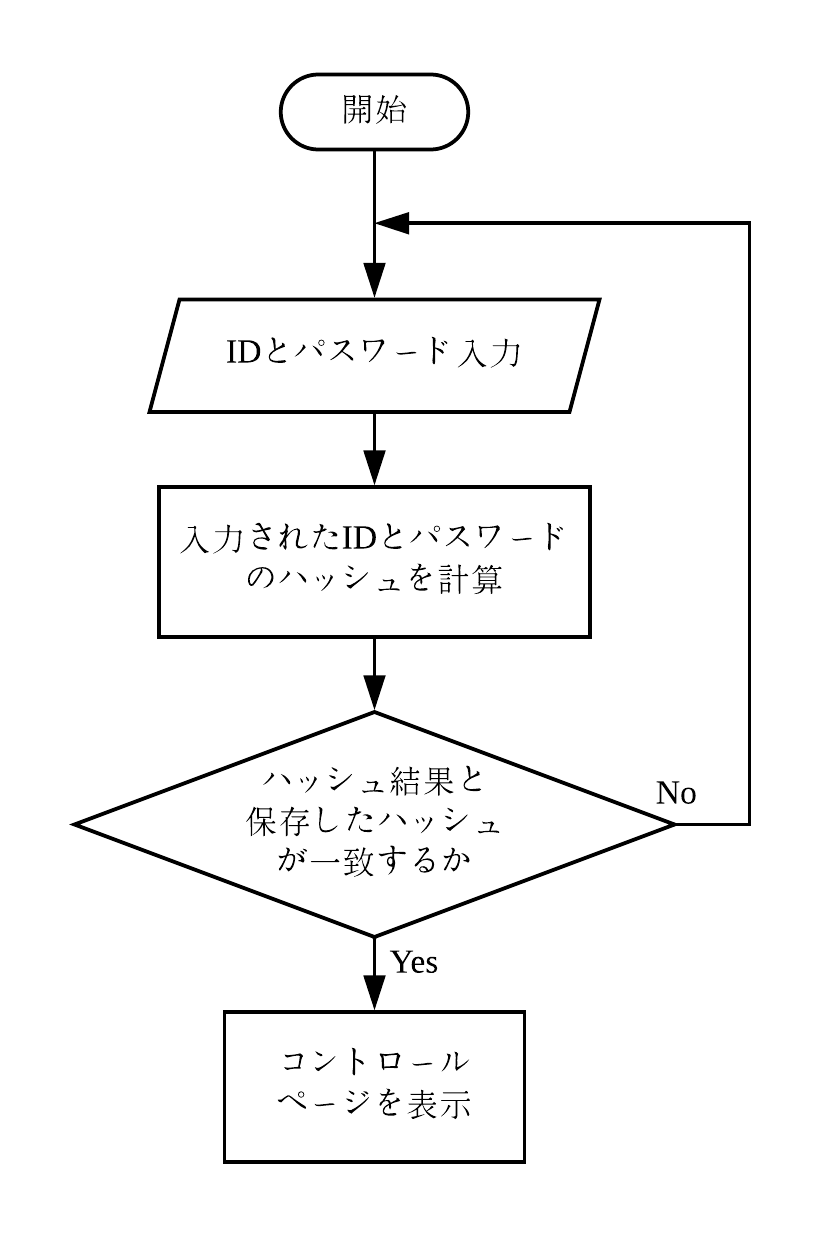 開始
IDとパスワード入力
入力されたIDとパスワード
のハッシュを計算
ハッシュ結果と
保存したハッシュ
が一致するか
No
Yes
コントロール
ページを表示